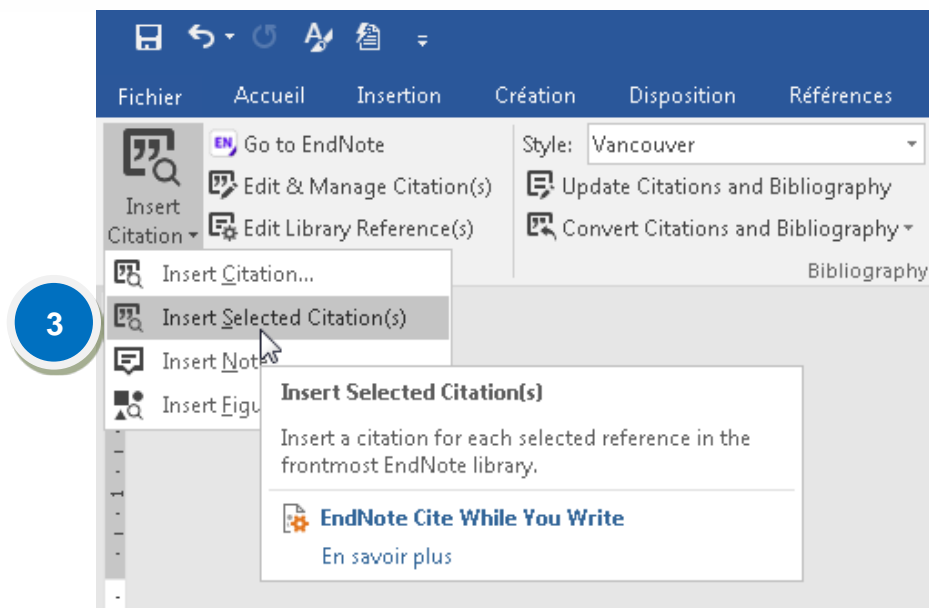 Fichier Accueil Insertion Création Disposition Références
Insert
Citation
EN Go to EndNote
Edit & Manage Citation(s)
Edit Library Reference(s)
Style: Vancouver
Update Citations and Bibliography
Convert Citations and Bibliography
Bibliography
Insert Citation...
3 Insert Selected Citation(s)
Insert Not
Insert Figu
Insert Selected Citation(s)
Insert a citation for each selected reference in the
frontmost EndNote library.
EndNote Cite While You Write
En savoir plus
1